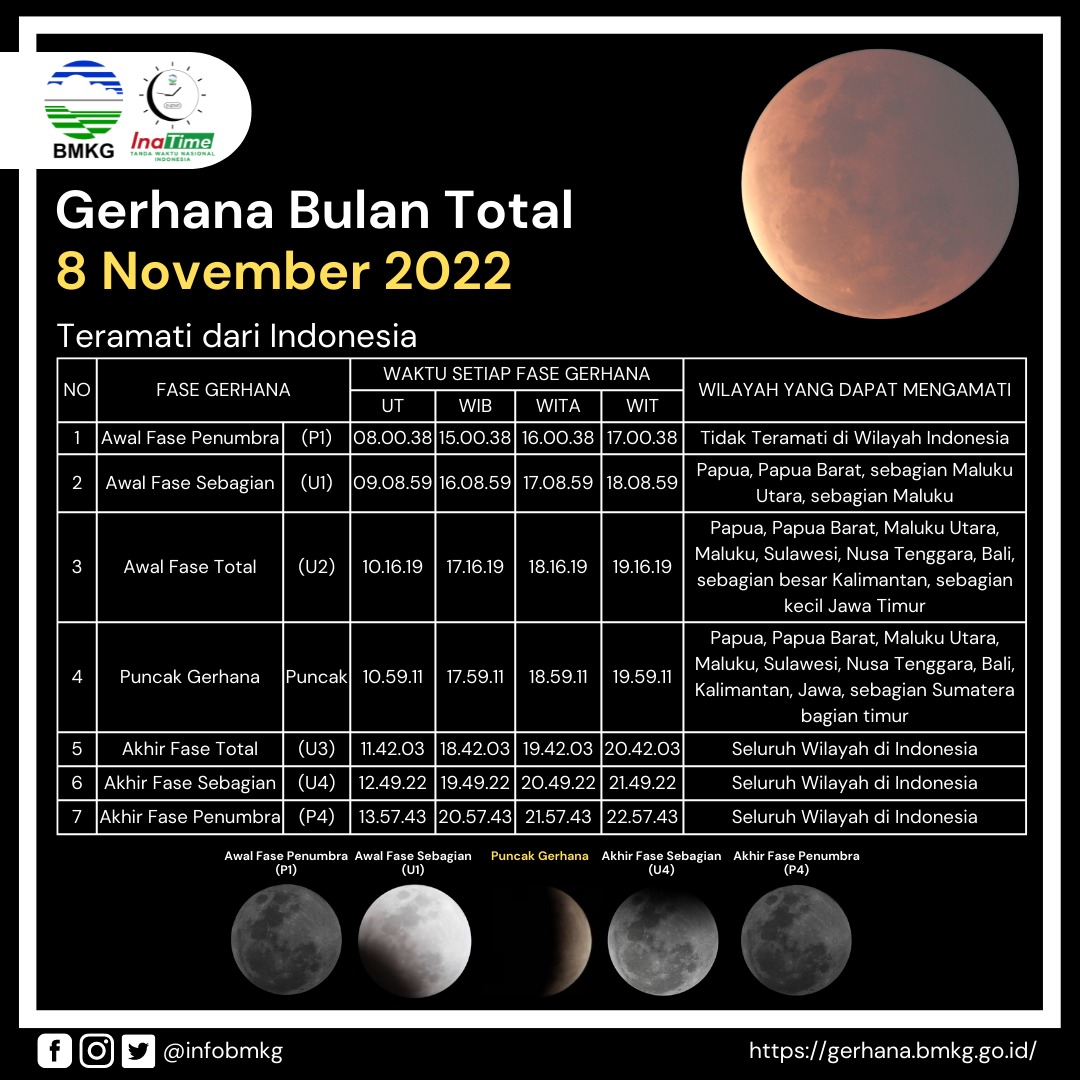 BMKG
InaTime
TANDA WAKTU NASIONAL
INDONESIA
Gerhana Bulan Total
8 November 2022
Teramati dari Indonesia
NO FASE GERHANA WAKTU SETIAP FASE GERHANA WILAYAH YANG DAPAT MENGAMATI
UT WIB WITA WIT
1 Awal Fase Penumbra (P1) 08.00.38 15.00.38 16.00.38 17.00.38 Tidak Teramati di Wilayah Indonesia
2 Awal Fase Sebagian (U1) 09.08.59 16.08.59 17.08.59 18.08.59 Papua, Papua Barat, sebagian Maluku
Utara, sebagian Maluku
3 Awal Fase Total (U2) 10.16.19 17.16.19 18.16.19 19.16.19 Papua, Papua Barat, Maluku Utara,
Maluku, Sulawesi, Nusa Tenggara, Bali,
sebagian besar Kalimantan, sebagian
kecil Jawa Timur
4 Puncak Gerhana Puncak 10.59.11 17.59.11 18.59.11 19.59.11 Papua, Papua Barat, Maluku Utara,
Maluku, Sulawesi, Nusa Tenggara, Bali,
Kalimantan, Jawa, sebagian Sumatera
bagian timur
5 Akhir Fase Total (U3) 11.42.03 18.42.03 19.42.03 20.42.03 Seluruh Wilayah di Indonesia
6 Akhir Fase Sebagian (U4) 12.49.22 19.49.22 20.49.22 21.49.22 Seluruh Wilayah di Indonesia
7 Akhir Fase Penumbra (P4) 13.57.43 20.57.43 21.57.43 22.57.43 Seluruh Wilayah di Indonesia
Awal Fase Penumbra Awal Fase Sebagian Puncak Gerhana Akhir Fase Sebagian Akhir Fase Penumbra
(P1) (U1) (U4) (P4)
@infobmkg https://gerhana.bmkg.go.id/